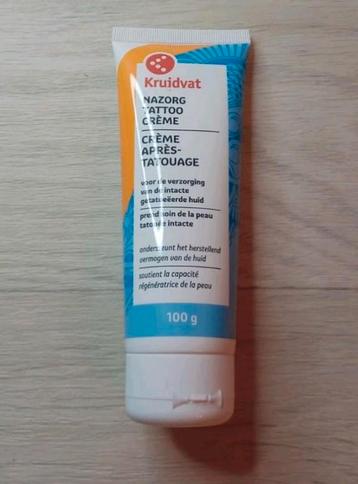 Kruidvat
NAZORG
TATTOO
CRÈME
CRÈME
APRÈS-
TATOUAGE
voor de verzorging
van de intacte
getatoeëerde huid
prend soin de la peau
tatouée intacte
ondersteunt het herstellend
vermogen van de huid
soutient la capacité
régénératrice de la peau
100 g